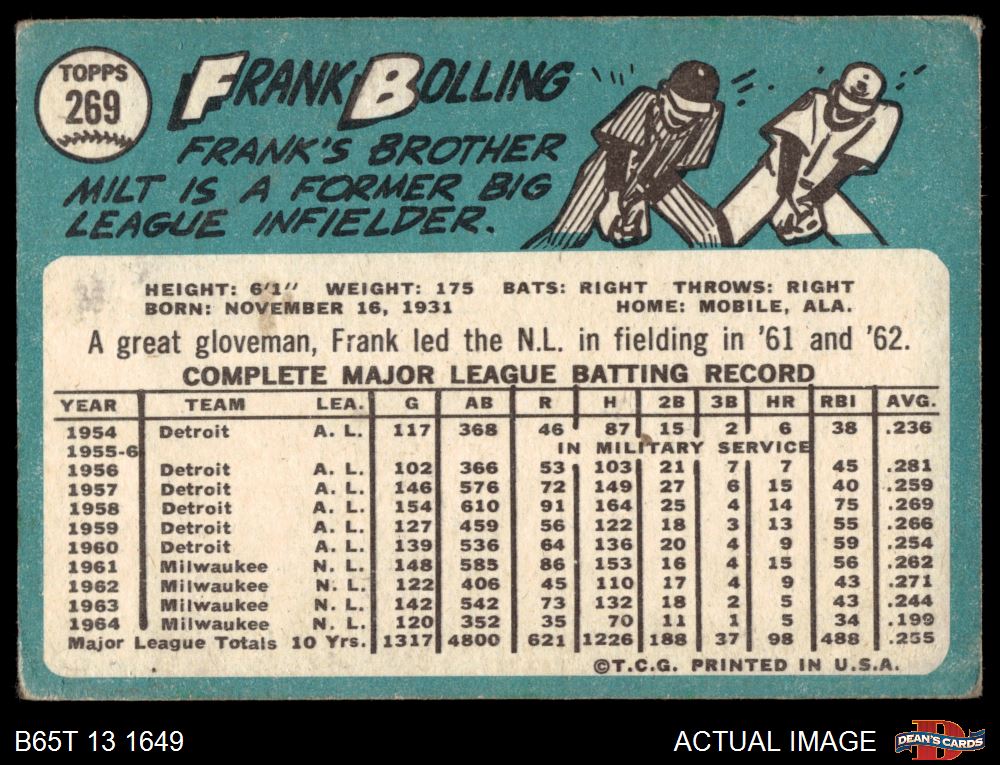 TOPPS
269
FRANK BOLLING
FRANK'S BROTHER
MILT IS A FORMER BIG
LEAGUE INFIELDER.
HEIGHT: 6'1" WEIGHT: 175 BATS: RIGHT THROWS: RIGHT
BORN: NOVEMBER 16, 1931 HOME: MOBILE, ALA.
A great gloveman, Frank led the N.L. in fielding in '61 and '62.
COMPLETE MAJOR LEAGUE BATTING RECORD
YEAR TEAM LEA. G AB R H 2B 3B HR RBI AVG.
1954 Detroit A. L. 117 368 46 87 15 2 6 38 .236
1955-6 IN MILITARY SERVICE
1956 Detroit A. L. 102 366 53 103 21 7 7 45 .281
1957 Detroit A. L. 146 576 72 149 27 6 15 40 .259
1958 Detroit A. L. 154 610 91 164 25 4 14 75 .269
1959 Detroit A. L. 127 459 56 122 18 3 13 55 .266
1960 Detroit A. L. 139 536 64 136 20 4 9 59 .254
1961 Milwaukee N. L. 148 585 86 153 16 4 15 56 .262
1962 Milwaukee N. L. 122 406 45 110 17 4 9 43 .271
1963 Milwaukee N. L. 142 542 73 132 18 2 5 43 .244
1964 Milwaukee N. L. 120 352 35 70 11 1 5 34 .199
Major League Totals 10 Yrs. 1317 4800 621 1226 188 37 98 488 .255
©T.C.G. PRINTED IN U.S.A.
B65T 13 1649
ACTUAL IMAGE
DEAN'S CARDS